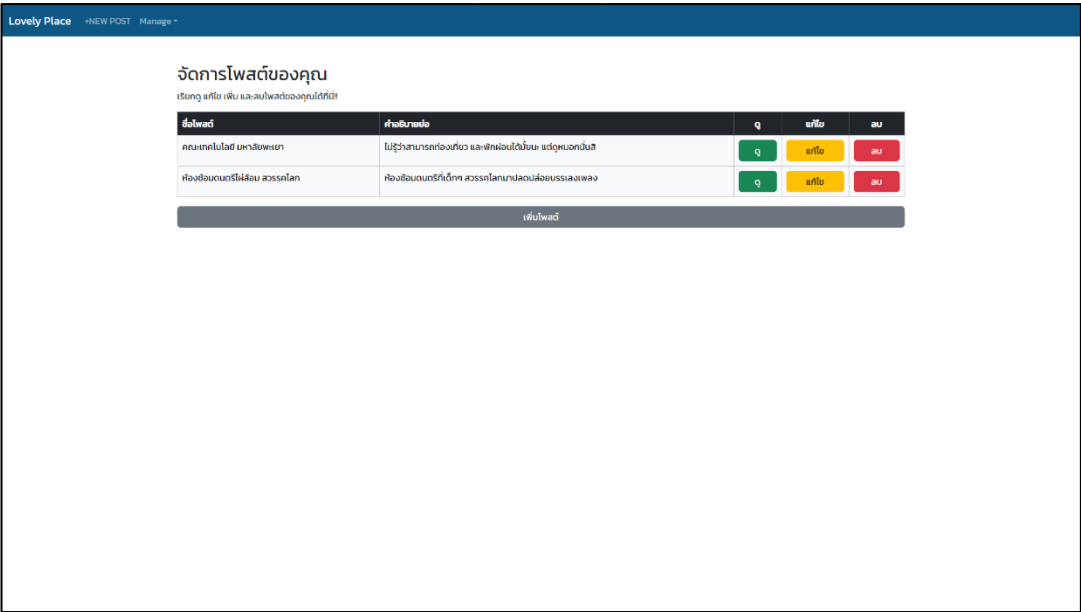 Lovely Place +NEW POST Manage
จัดการโพสต์ของคุณ
เรียกดู แก้ไข เพิ่ม และลบโพสต์ของคุณได้ที่นี่!!
ชื่อโพสต์ คำอธิบายย่อ ดู แก้ไข ลบ
คณะเทคโนโลยี มหาลัยพะเยา ไม่รู้ว่าสามารถท่องเที่ยว และพักผ่อนได้มั้ยนะ แต่ดูหมอกนั่นสิ ดู แก้ไข ลบ
ห้องซ้อมดนตรีไผ่ล้อม สวรรคโลก ห้องซ้อมดนตรีที่เด็กๆ สวรรคโลกมาปลดปล่อยบรรเลงเพลง ดู แก้ไข ลบ
เพิ่มโพสต์